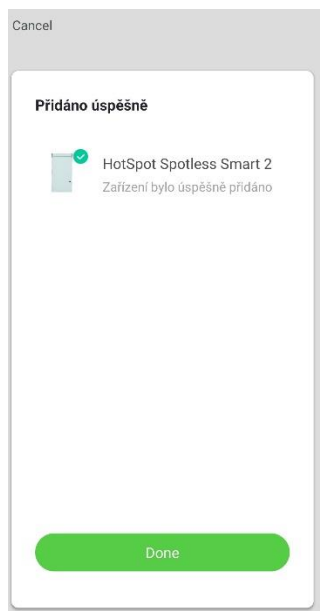 Cancel
Přidáno úspěšně
HotSpot Spotless Smart 2
Zařízení bylo úspěšně přidáno
Done